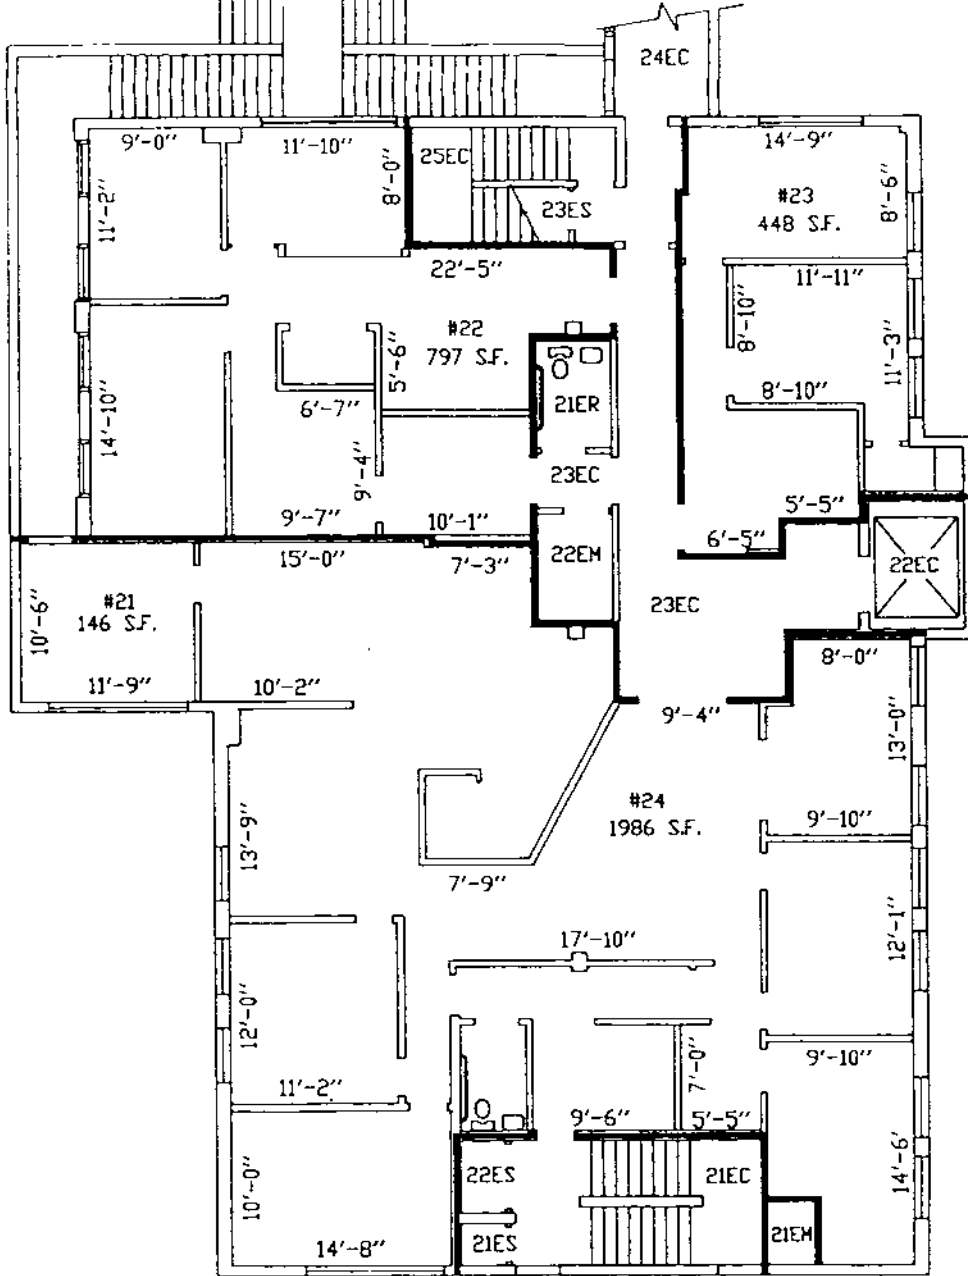 24EC
9'-0"
11'-10"
8'-0"
25EC
14'-9"
#23
448 S.F.
8'-6"
11'-2"
23ES
22'-5"
11'-11"
#22
797 S.F.
5'-6"
8'-10"
11'-3"
6'-7"
21ER
8'-10"
14'-10"
9'-4"
23EC
9'-7"
10'-1"
5'-5"
6'-5"
15'-0"
7'-3"
22EM
22EC
#21
146 S.F.
10'-6"
23EC
8'-0"
11'-9"
10'-2"
9'-4"
13'-0"
#24
1986 S.F.
9'-10"
13'-9"
7'-9"
17'-10"
12'-1"
12'-0"
9'-10"
7'-0"
11'-2"
9'-6"
5'-5"
14'-6'
10'-0"
22ES
21EC
21ES
21EM
14'-8"